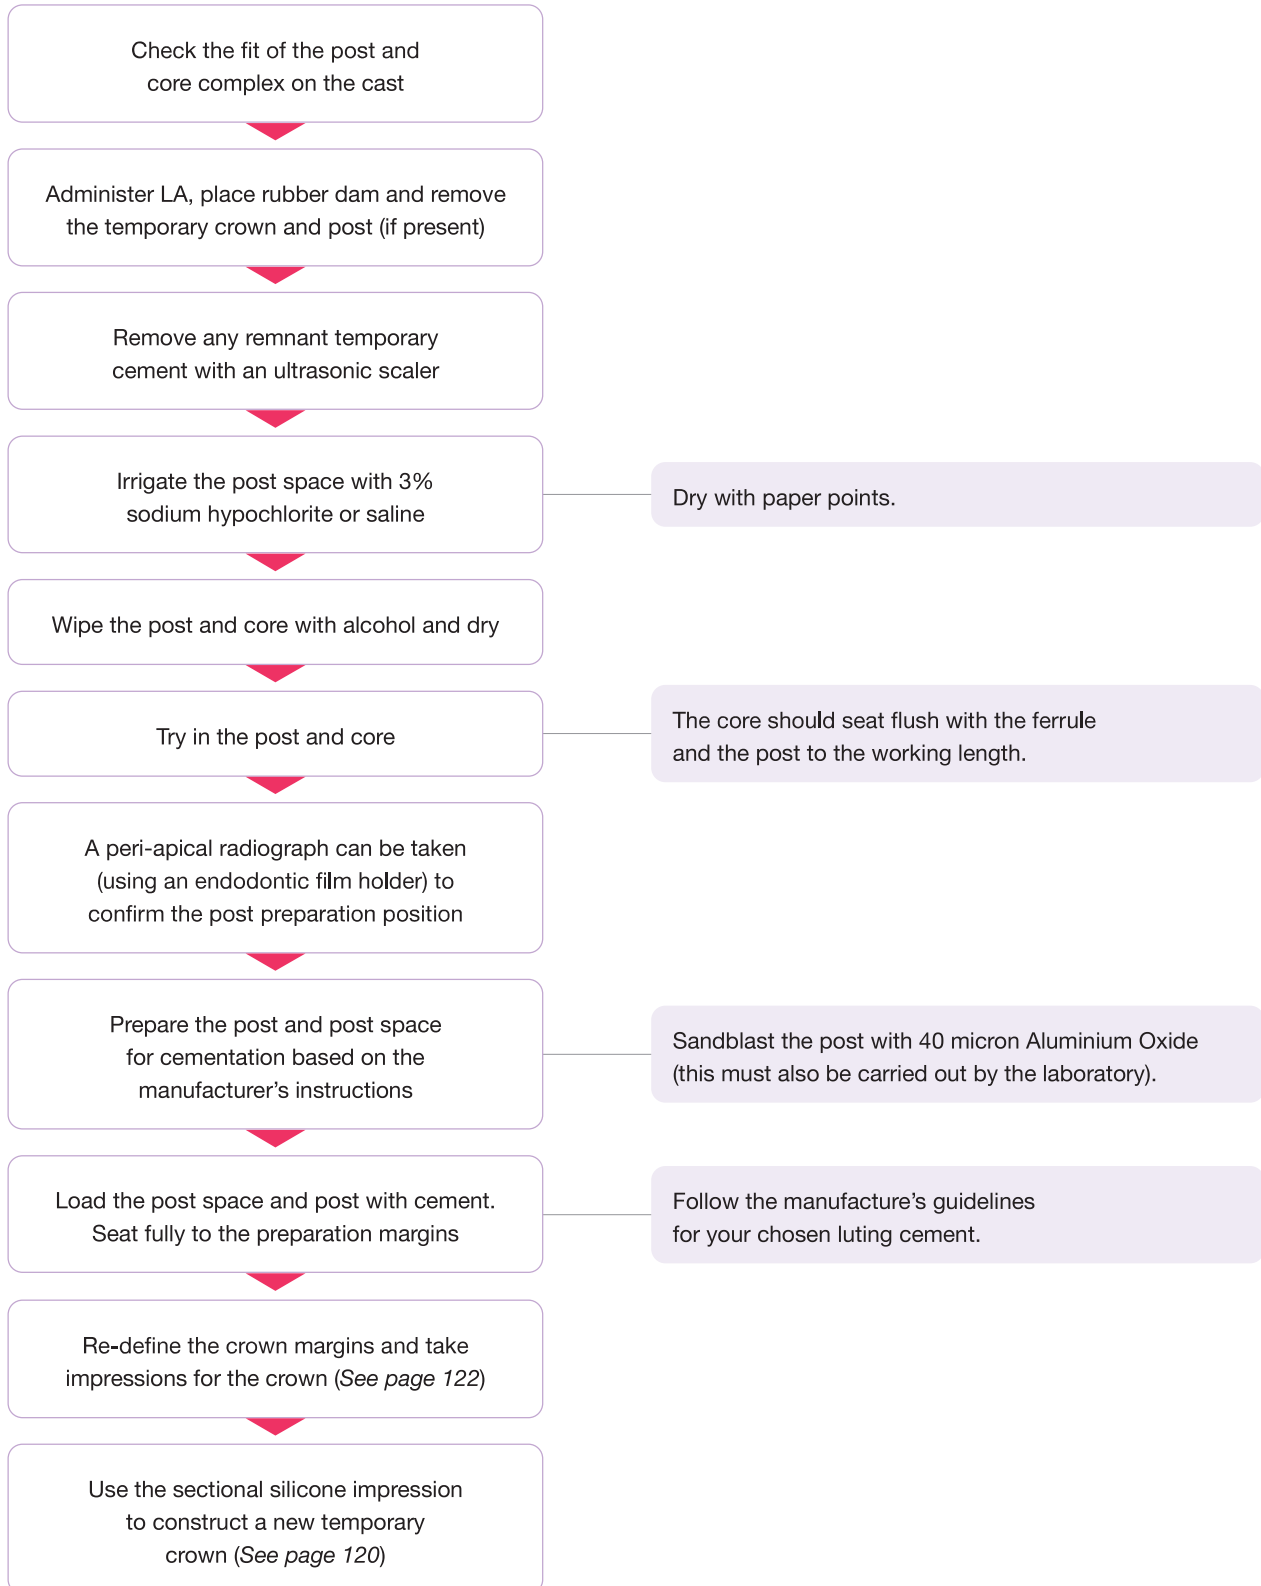 Check the fit of the post and
core complex on the cast
Administer LA, place rubber dam and remove
the temporary crown and post (if present)
Remove any remnant temporary
cement with an ultrasonic scaler
Irrigate the post space with 3%
sodium hypochlorite or saline
Dry with paper points.
Wipe the post and core with alcohol and dry
Try in the post and core
The core should seat flush with the ferrule
and the post to the working length.
A peri-apical radiograph can be taken
(using an endodontic film holder) to
confirm the post preparation position
Prepare the post and post space
for cementation based on the
manufacturer’s instructions
Sandblast the post with 40 micron Aluminium Oxide
(this must also be carried out by the laboratory).
Load the post space and post with cement.
Seat fully to the preparation margins
Follow the manufacture’s guidelines
for your chosen luting cement.
Re-define the crown margins and take
impressions for the crown (See page 122)
Use the sectional silicone impression
to construct a new temporary
crown (See page 120)